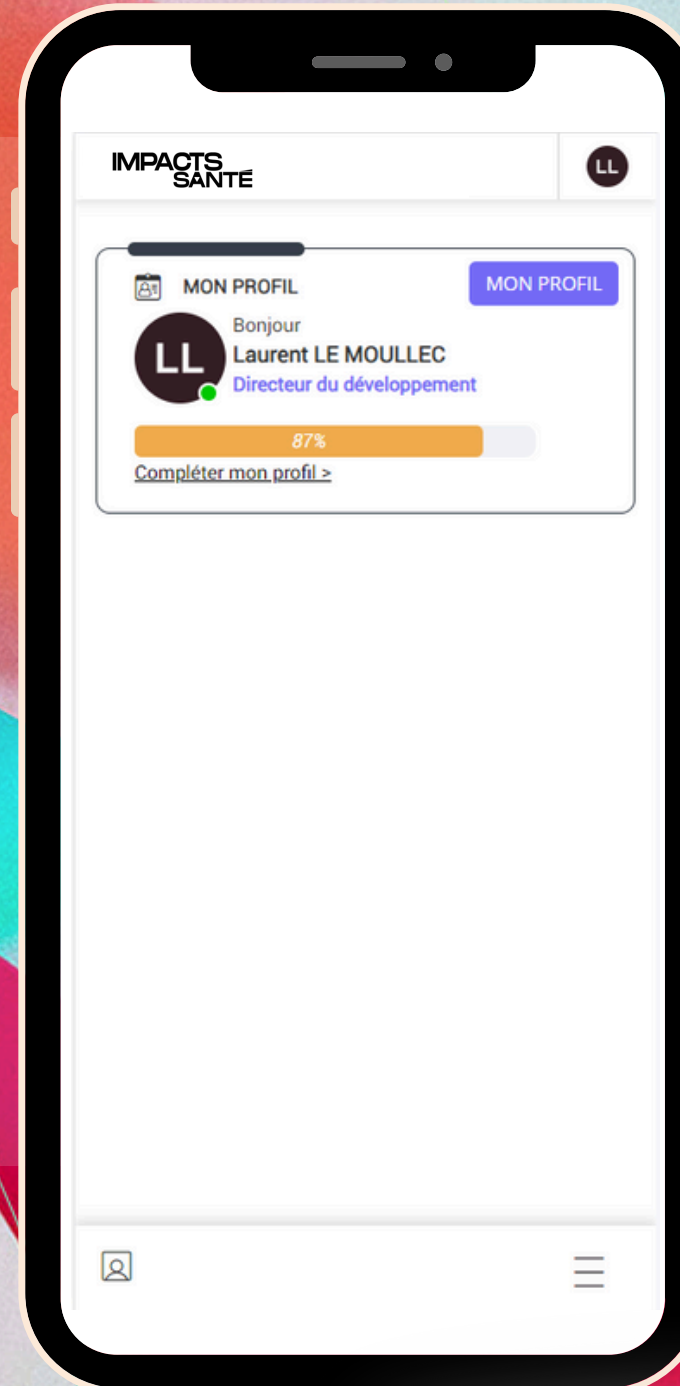 IMPACTS
SANTÉ
LL
MON PROFIL
MON PROFIL
Bonjour
LL
Laurent LE MOULLEC
Directeur du développement
87%
Compléter mon profil >